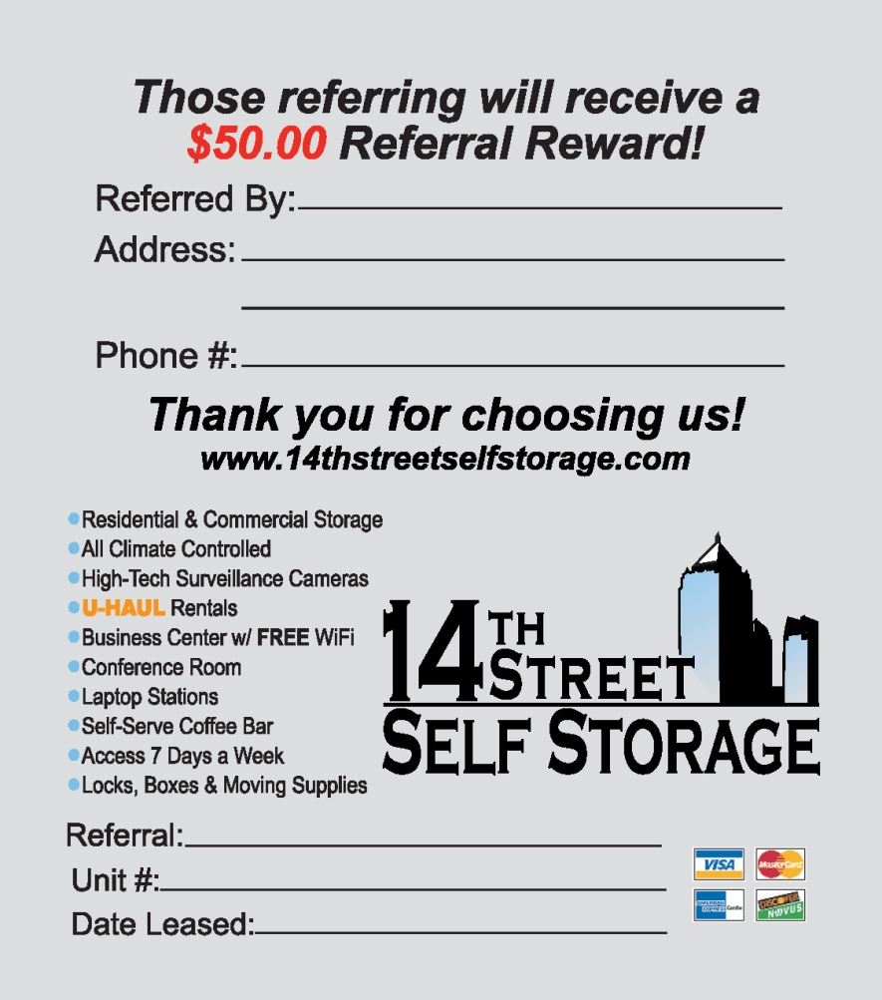 Those referring will receive a
$50.00 Referral Reward!
Referred By:
Address:
Phone #:
Thank you for choosing us!
www.14thstreetselfstorage.com
Residential & Commercial Storage
All Climate Controlled
High-Tech Surveillance Cameras
U-HAUL Rentals
Business Center w/ FREE WiFi
Conference Room
Laptop Stations
Self-Serve Coffee Bar
Access 7 Days a Week
Locks, Boxes & Moving Supplies
14TH STREET
SELF STORAGE
Referral:
Unit #:
Date Leased:
VISA
MasterCard
AMERICAN EXPRESS Cards
DISCOVER NOVUS